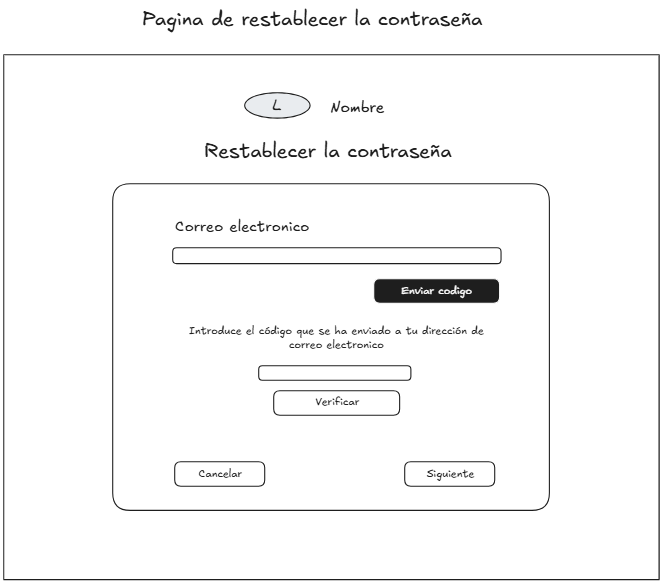 Pagina de restablecer la contraseña
L
Nombre
Restablecer la contraseña
Correo electronico
Enviar codigo
Introduce el código que se ha enviado a tu dirección de
correo electronico
Verificar
Cancelar
Siguiente